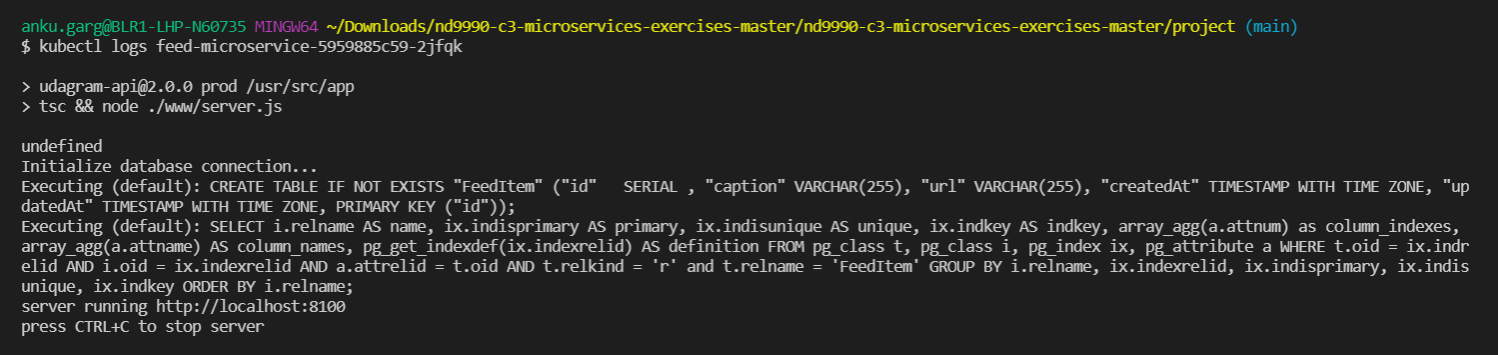 anku.garg@BLR1-LHP-N60735 MINGW64 ~/Downloads/nd9990-c3-microservices-exercises-master/nd9990-c3-microservices-exercises-master/project (main)
$ kubectl logs feed-microservice-5959885c59-2jfqk
> udagram-api@2.0.0 prod /usr/src/app
> tsc && node ./www/server.js
undefined
Initialize database connection...
Executing (default): CREATE TABLE IF NOT EXISTS "FeedItem" ("id"   SERIAL , "caption" VARCHAR(255), "url" VARCHAR(255), "createdAt" TIMESTAMP WITH TIME ZONE, "up
datedAt" TIMESTAMP WITH TIME ZONE, PRIMARY KEY ("id"));
Executing (default): SELECT i.relname AS name, ix.indisprimary AS primary, ix.indisunique AS unique, ix.indkey AS indkey, array_agg(a.attnum) as column_indexes,
array_agg(a.attname) AS column_names, pg_get_indexdef(ix.indexrelid) AS definition FROM pg_class t, pg_class i, pg_index ix, pg_attribute a WHERE t.oid = ix.indr
elid AND i.oid = ix.indexrelid AND a.attrelid = t.oid AND t.relkind = 'r' and t.relname = 'FeedItem' GROUP BY i.relname, ix.indexrelid, ix.indisprimary, ix.indis
unique, ix.indkey ORDER BY i.relname;
server running http://localhost:8100
press CTRL+C to stop server